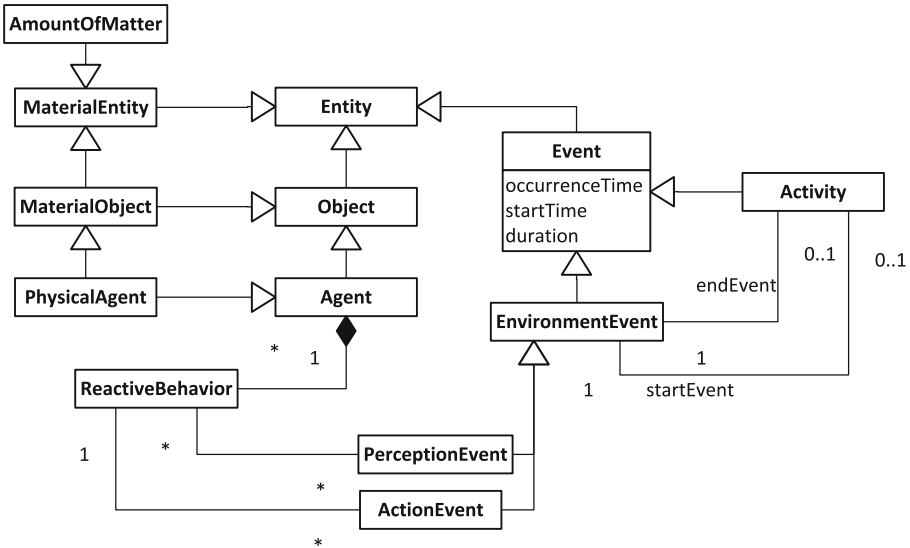 AmountOfMatter
MaterialEntity
Entity
Event
occurrenceTime
startTime
duration
Activity
MaterialObject
Object
0..1
0..1
PhysicalAgent
Agent
endEvent
EnvironmentEvent
*
1
1
ReactiveBehavior
1
startEvent
1
*
PerceptionEvent
*
ActionEvent
*